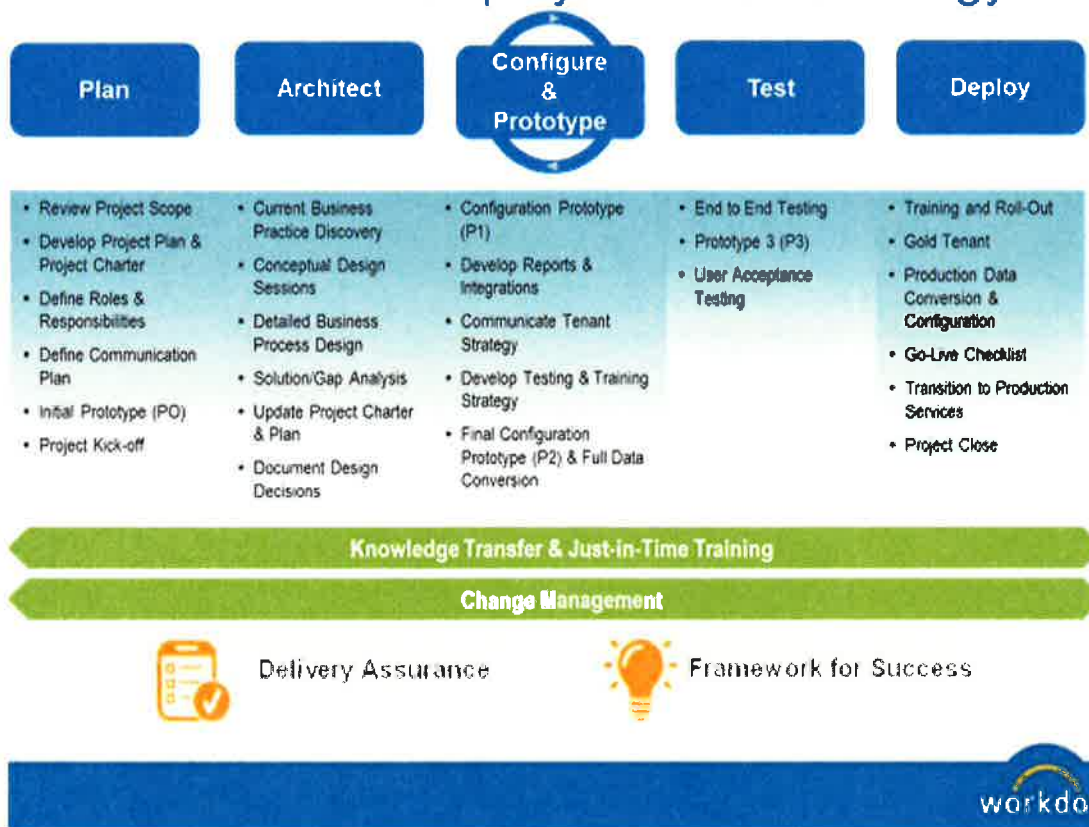 Plan
Architect
Configure
&
Prototype
Test
Deploy
• Review Project Scope
• Develop Project Plan &
Project Charter
• Define Roles &
Responsibilities
• Define Communication
Plan
• Initial Prototype (PO)
• Project Kick-off
• Current Business
Practice Discovery
• Conceptual Design
Sessions
• Detailed Business
Process Design
• Solution/Gap Analysis
• Update Project Charter
& Plan
• Document Design
Decisions
• Configuration Prototype
(P1)
• Develop Reports &
Integrations
• Communicate Tenant
Strategy
• Develop Testing & Training
Strategy
• Final Configuration
Prototype (P2) & Full Data
Conversion
• End to End Testing
• Prototype 3 (P3)
• User Acceptance
Testing
• Training and Roll-Out
• Gold Tenant
• Production Data
Conversion &
Configuration
• Go-Live Checklist
• Transition to Production
Services
• Project Close
Knowledge Transfer & Just-in-Time Training
Change Management
Delivery Assurance
Framework for Success
workdo